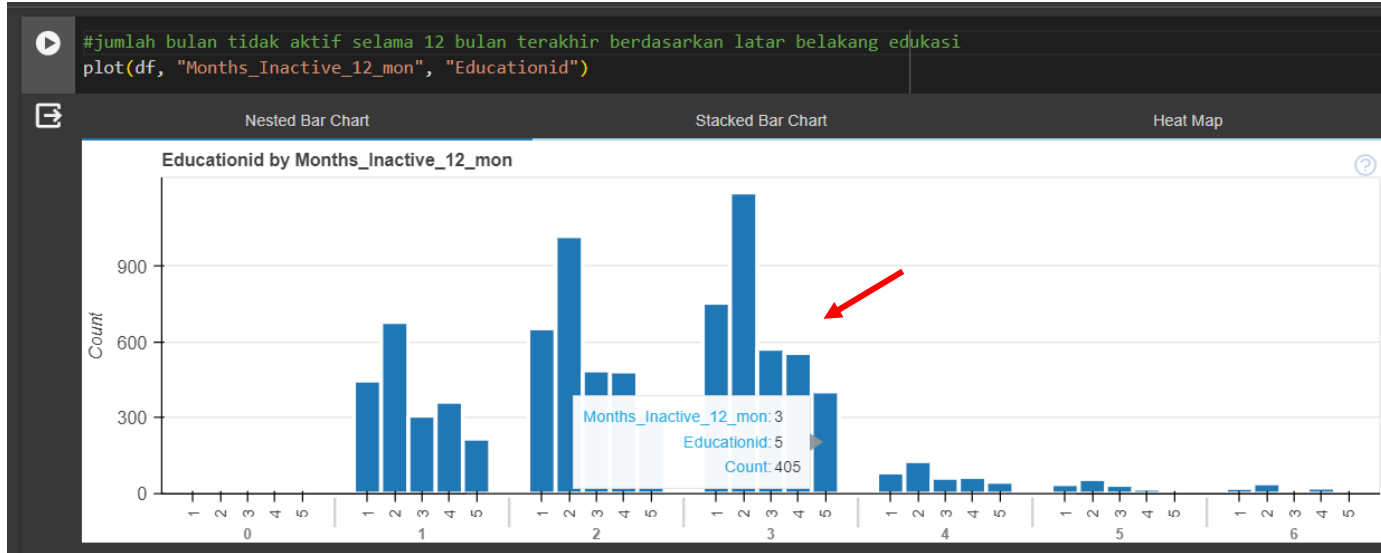 #jumlah bulan tidak aktif selama 12 bulan terakhir berdasarkan latar belakang edukasi
plot(df, "Months_Inactive_12_mon", "Educationid")
Nested Bar Chart Stacked Bar Chart Heat Map
Educationid by Months_Inactive_12_mon
?
Count
900
600
300
0
Months_Inactive_12_mon: 3
Educationid: 5
Count: 405
1 2 3 4 5 1 2 3 4 5 1 2 3 4 5 1 2 3 4 5 1 2 3 4 5 1 2 3 4 5 1 2 3 4 5
0 1 2 3 4 5 6